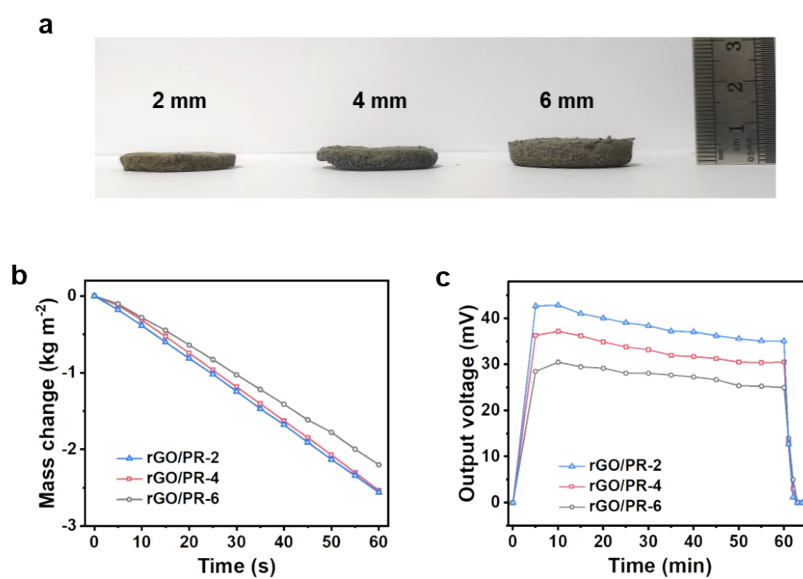 a
2 mm 4 mm 6 mm
3
2
1
cm
0.5mm
b
0
-1
-2
-3
Mass change (kg m⁻²)
rGO/PR-2
rGO/PR-4
rGO/PR-6
0 10 20 30 40 50 60
Time (s)
c
40
30
20
10
0
Output voltage (mV)
rGO/PR-2
rGO/PR-4
rGO/PR-6
0 10 20 30 40 50 60
Time (min)